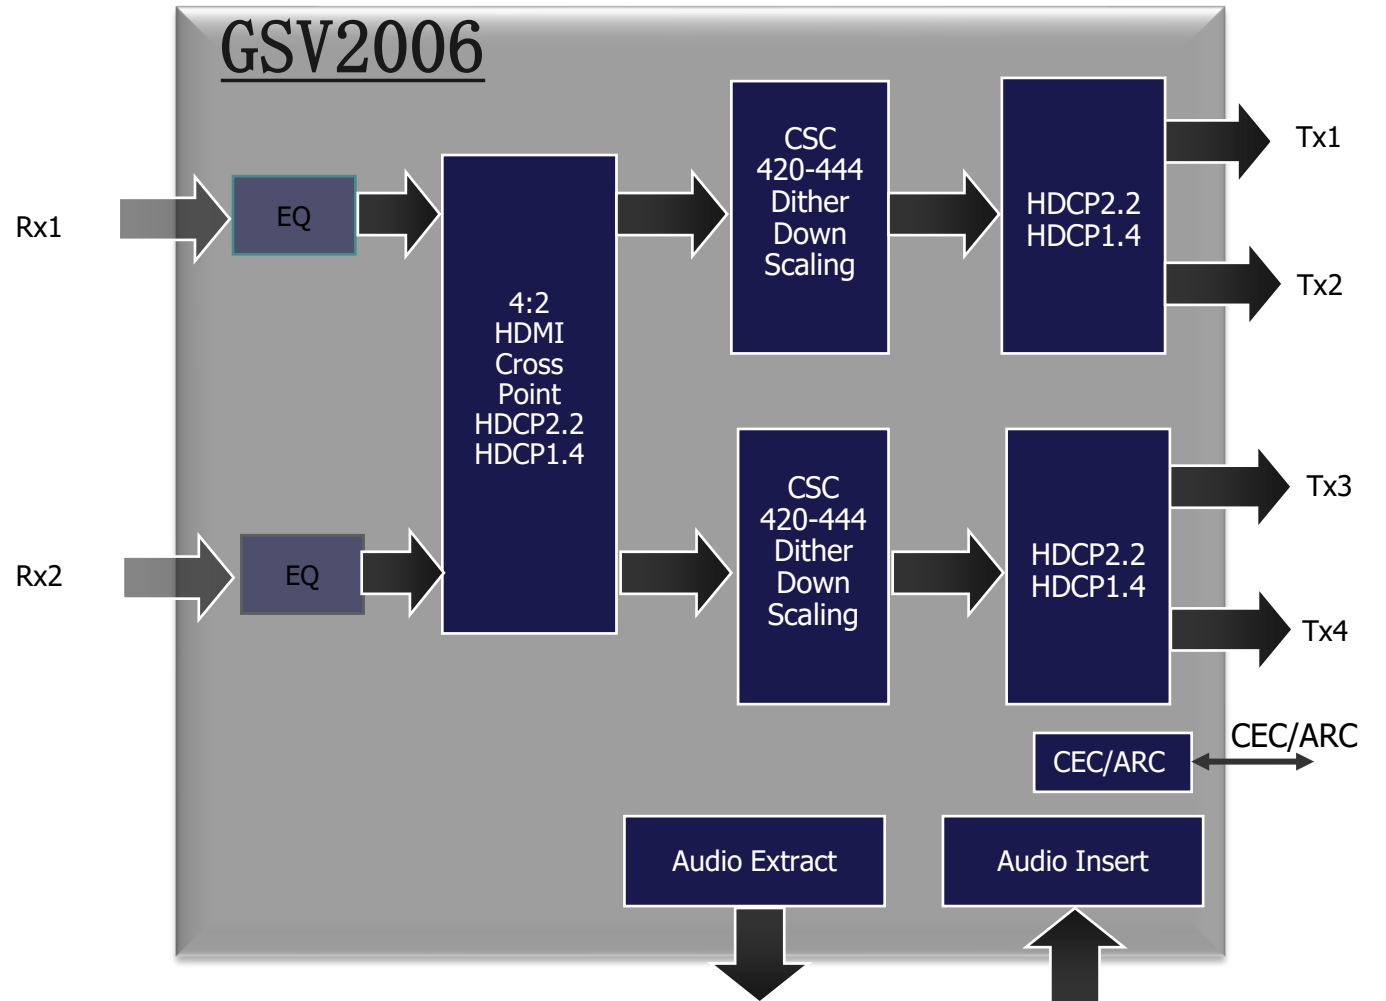 GSV2006
Rx1
EQ
4:2
HDMI
Cross
Point
HDCP2.2
HDCP1.4
CSC
420-444
Dither
Down
Scaling
HDCP2.2
HDCP1.4
Tx1
Tx2
Rx2
EQ
CSC
420-444
Dither
Down
Scaling
HDCP2.2
HDCP1.4
Tx3
Tx4
CEC/ARC
CEC/ARC
Audio Extract
Audio Insert